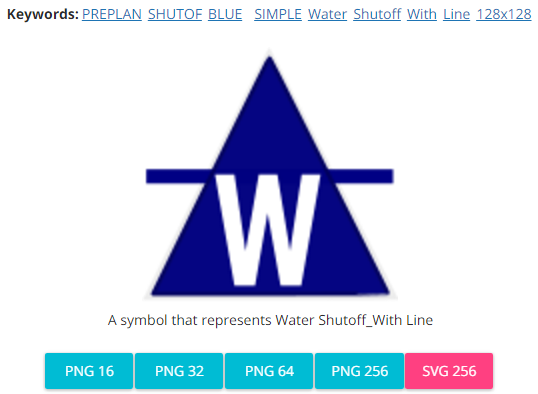 Keywords: PREPLAN SHUTOF BLUE SIMPLE Water Shutoff With Line 128x128
W
A symbol that represents Water Shutoff_With Line
PNG 16 PNG 32 PNG 64 PNG 256 SVG 256